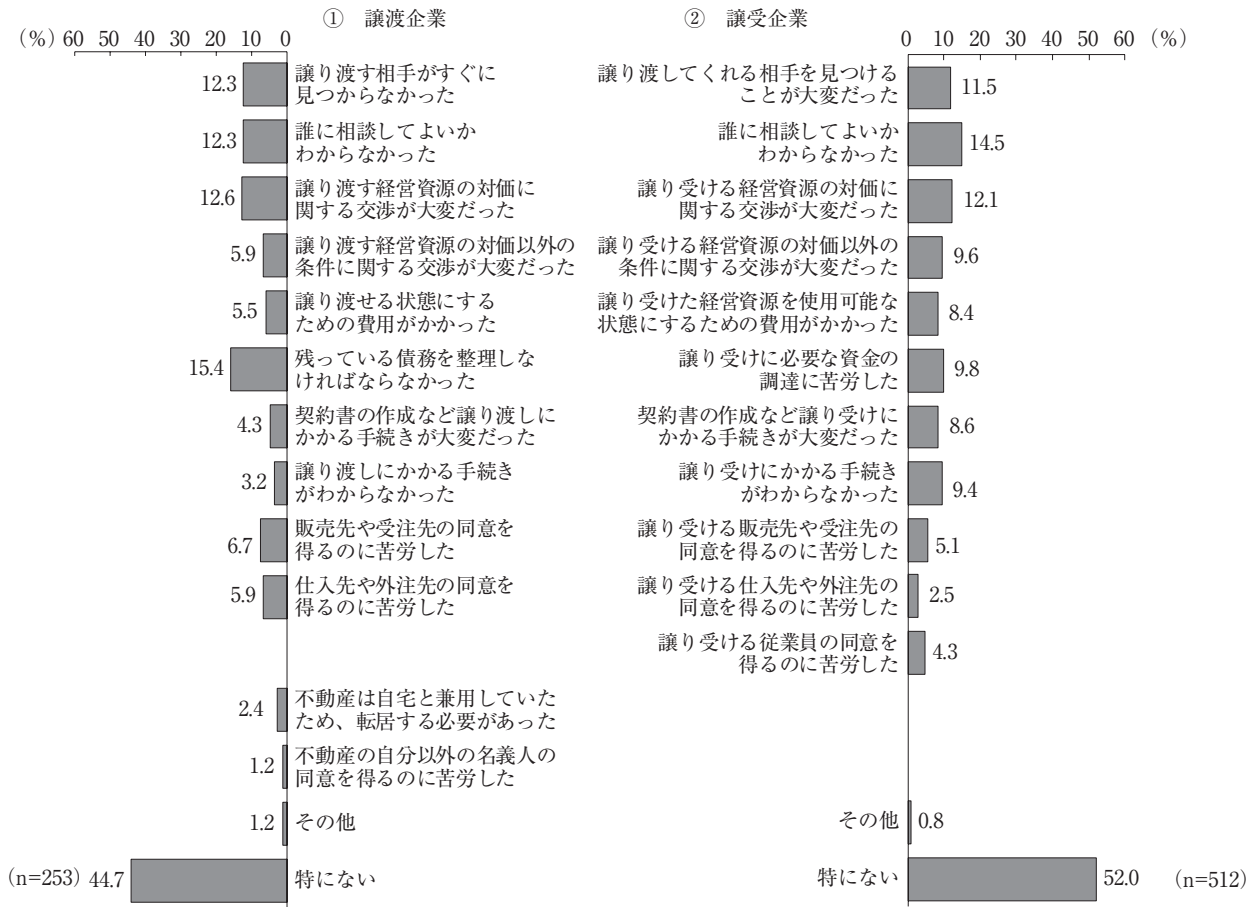 ① 譲渡企業
(%) 60 50 40 30 20 10 0
12.3 譲り渡す相手がすぐに
見つからなかった
12.3 誰に相談してよいか
わからなかった
12.6 譲り渡す経営資源の対価に
関する交渉が大変だった
5.9 譲り渡す経営資源の対価以外の
条件に関する交渉が大変だった
5.5 譲り渡せる状態にする
ための費用がかかった
15.4 残っている債務を整理しな
ければならなかった
4.3 契約書の作成など譲り渡しに
かかる手続きが大変だった
3.2 譲り渡しにかかる手続き
がわからなかった
6.7 販売先や受注先の同意を
得るのに苦労した
5.9 仕入先や外注先の同意を
得るのに苦労した
2.4 不動産は自宅と兼用していた
ため、転居する必要があった
1.2 不動産の自分以外の名義人の
同意を得るのに苦労した
1.2 その他
(n=253) 44.7 特にない
② 譲受企業
0 10 20 30 40 50 60 (%)
譲り渡してくれる相手を見つける
ことが大変だった 11.5
誰に相談してよいか
わからなかった 14.5
譲り受ける経営資源の対価に
関する交渉が大変だった 12.1
譲り受ける経営資源の対価以外の
条件に関する交渉が大変だった 9.6
譲り受けた経営資源を使用可能な
状態にするための費用がかかった 8.4
譲り受けに必要な資金の
調達に苦労した 9.8
契約書の作成など譲り受けに
かかる手続きが大変だった 8.6
譲り受けにかかる手続き
がわからなかった 9.4
譲り受ける販売先や受注先の
同意を得るのに苦労した 5.1
譲り受ける仕入先や外注先の
同意を得るのに苦労した 2.5
譲り受ける従業員の同意を
得るのに苦労した 4.3
その他 0.8
特にない 52.0 (n=512)